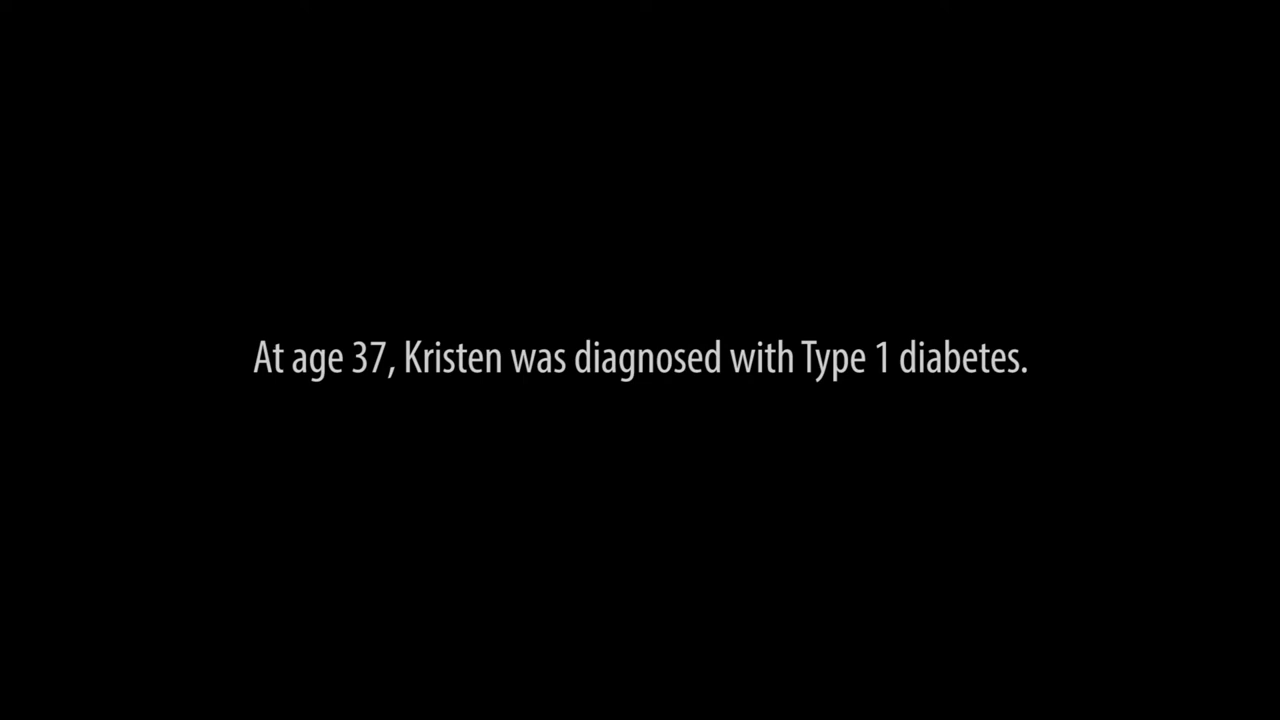 At age 37, Kristen was diagnosed with Type 1 diabetes.